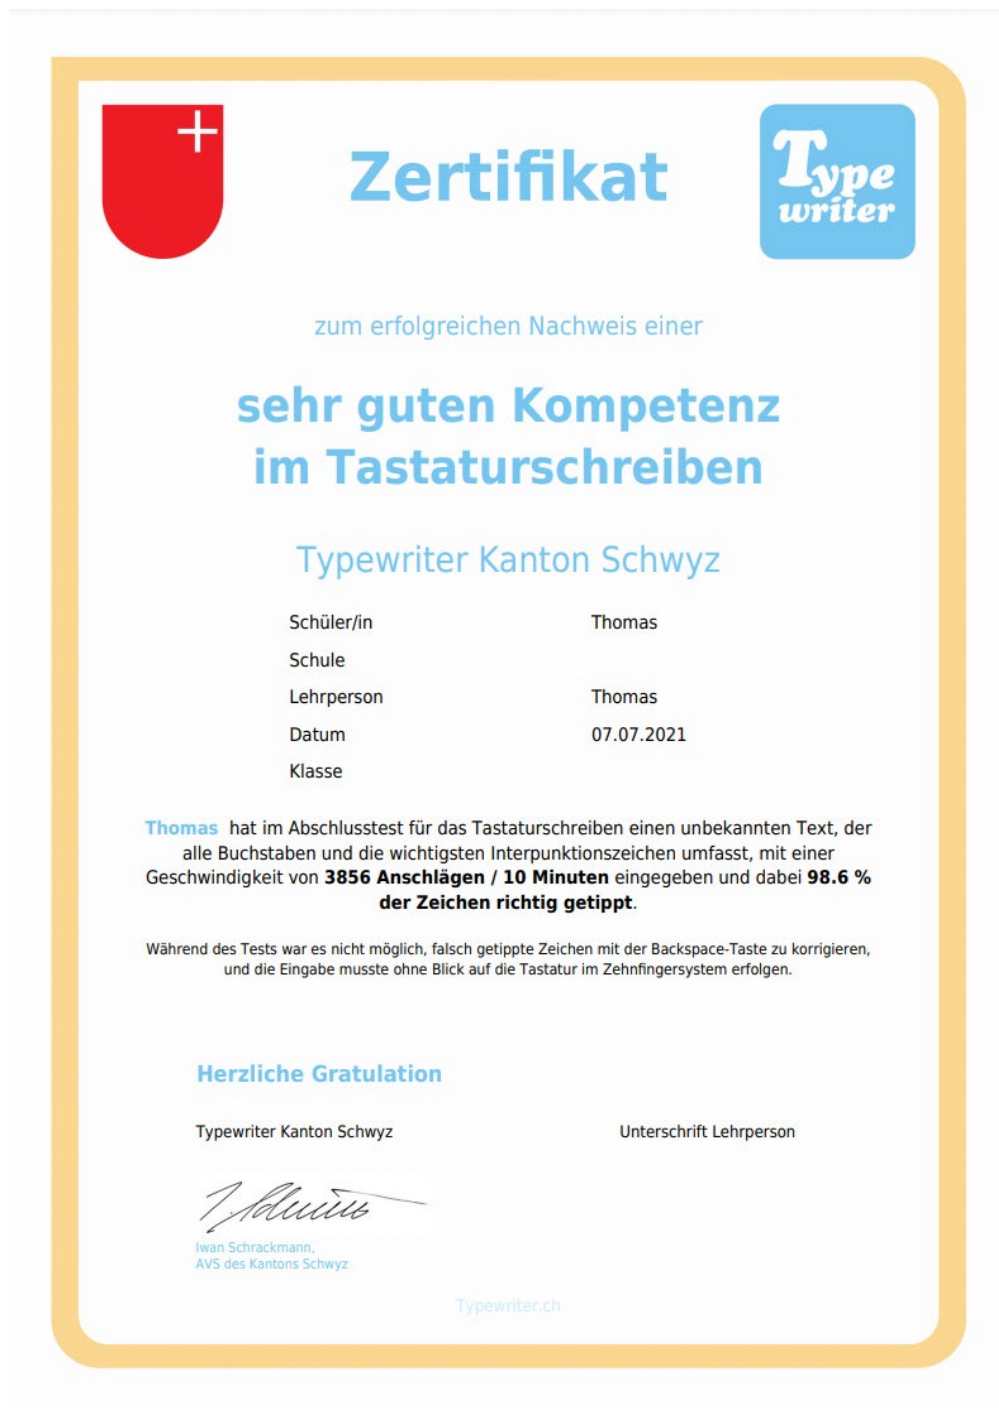 Zertifikat
Type
writer
zum erfolgreichen Nachweis einer
sehr guten Kompetenz
im Tastaturschreiben
Typewriter Kanton Schwyz
Schüler/in Thomas
Schule
Lehrperson Thomas
Datum 07.07.2021
Klasse
Thomas hat im Abschlusstest für das Tastaturschreiben einen unbekannten Text, der
alle Buchstaben und die wichtigsten Interpunktionszeichen umfasst, mit einer
Geschwindigkeit von 3856 Anschlägen / 10 Minuten eingegeben und dabei 98.6 %
der Zeichen richtig getippt.
Während des Tests war es nicht möglich, falsch getippte Zeichen mit der Backspace-Taste zu korrigieren,
und die Eingabe musste ohne Blick auf die Tastatur im Zehnfingersystem erfolgen.
Herzliche Gratulation
Typewriter Kanton Schwyz Unterschrift Lehrperson
Iwan Schrackmann,
AVS des Kantons Schwyz
Typewriter.ch